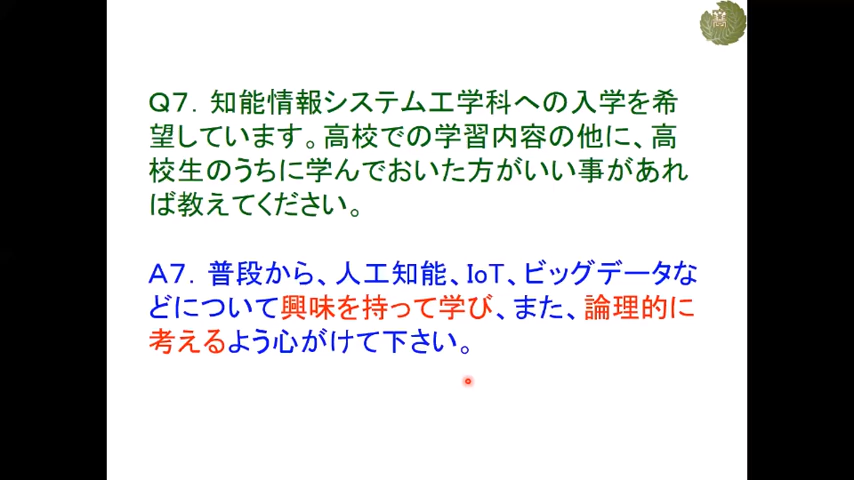 Q7. 知能情報システム工学科への入学を希
望しています。高校での学習内容の他に、高
校生のうちに学んでおいた方がいい事があれ
ば教えてください。
A7. 普段から、人工知能、IoT、ビッグデータな
どについて興味を持って学び、また、論理的に
考えるよう心がけて下さい。